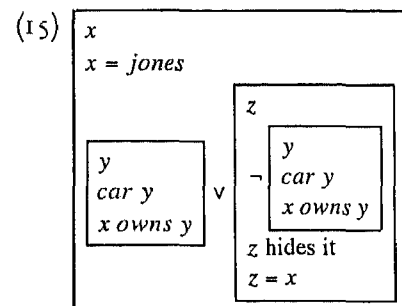 (15)
x
x = jones
y
car y
x owns y
∨
z
¬
y
car y
x owns y
z hides it
z = x